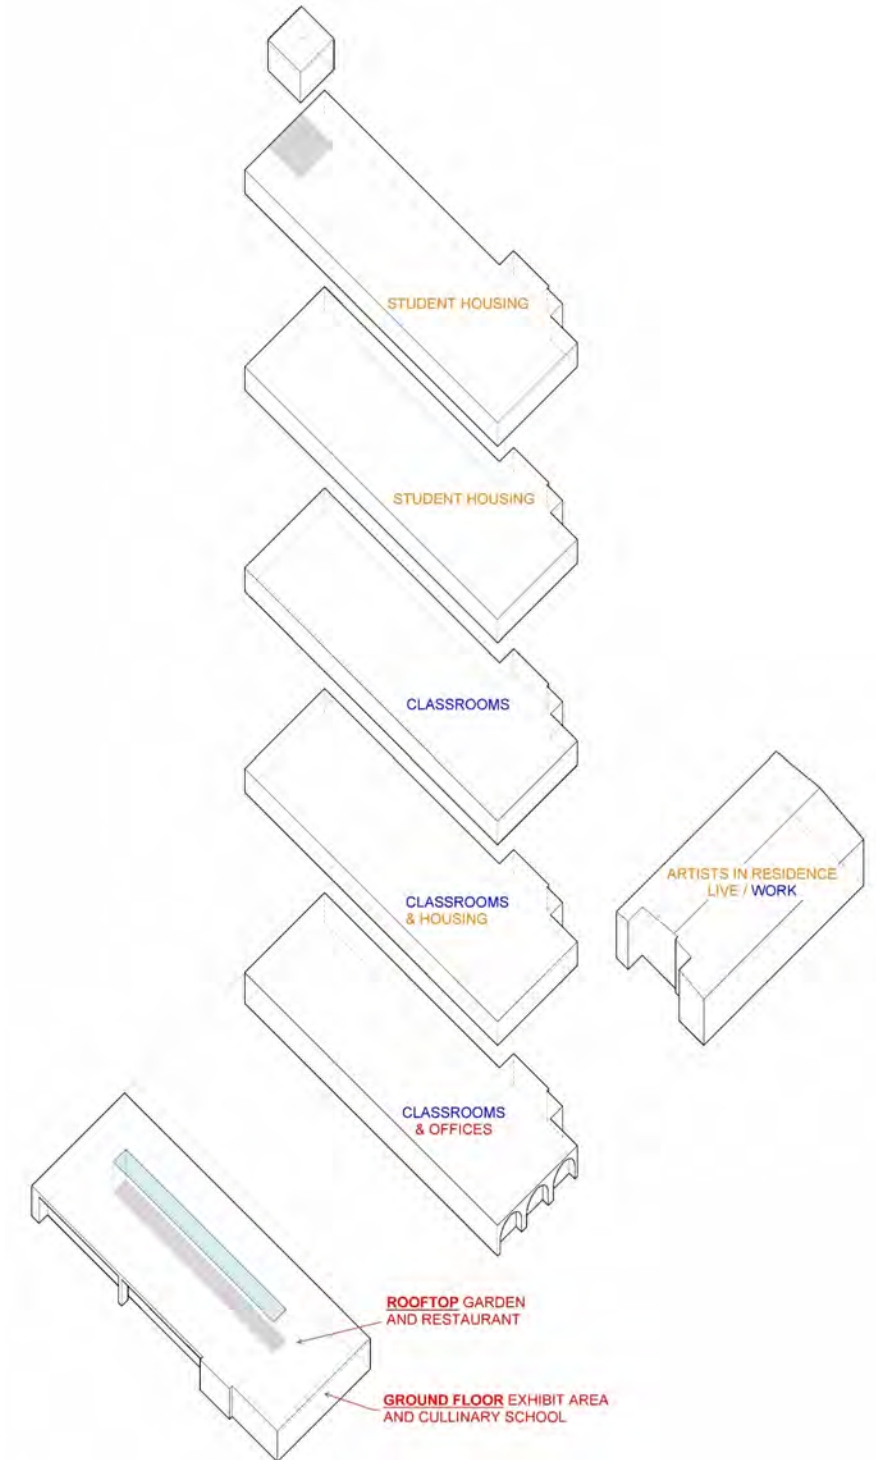 STUDENT HOUSING
STUDENT HOUSING
CLASSROOMS
CLASSROOMS
& HOUSING
ARTISTS IN RESIDENCE
LIVE / WORK
CLASSROOMS
& OFFICES
ROOFTOP GARDEN
AND RESTAURANT
GROUND FLOOR EXHIBIT AREA
AND CULLINARY SCHOOL